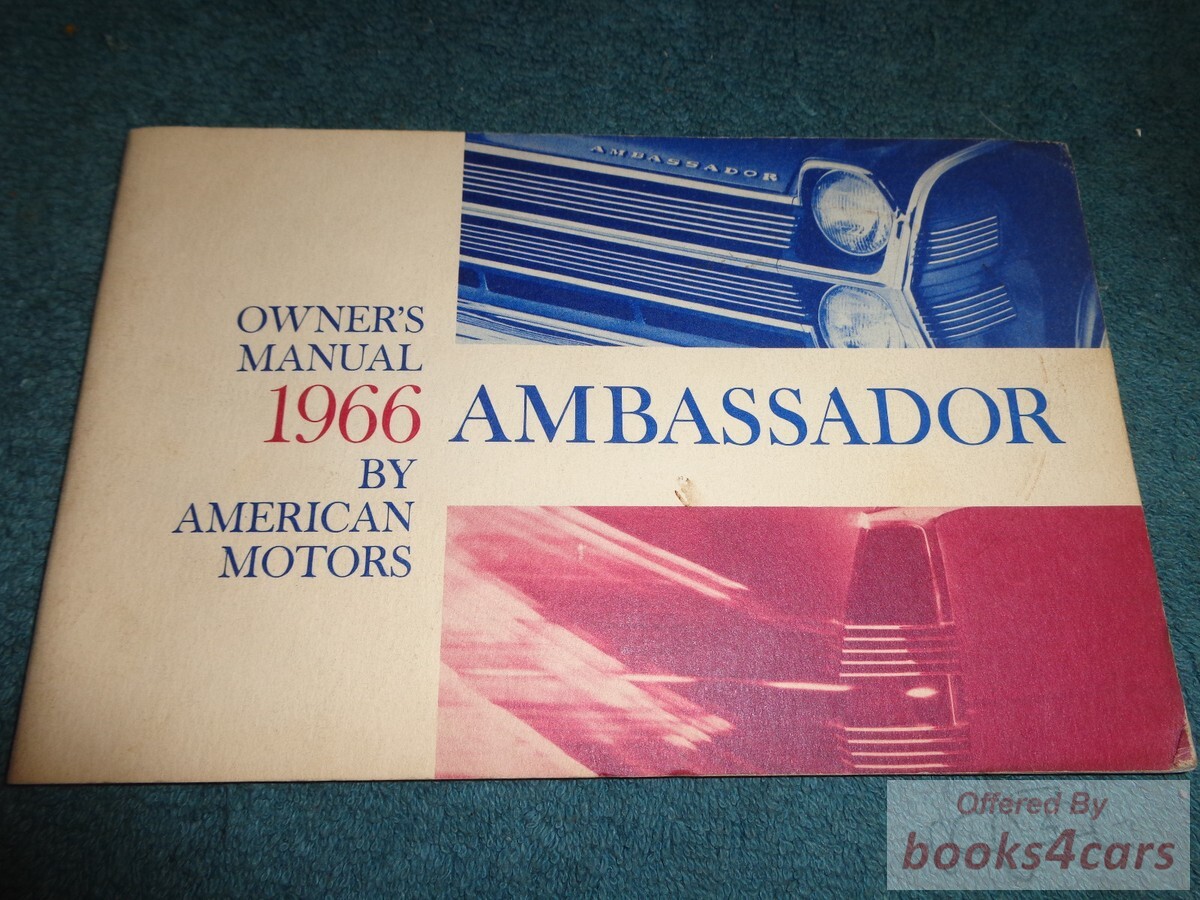 AMBASSADOR
OWNER'S
MANUAL
1966 AMBASSADOR
BY
AMERICAN
MOTORS
Offered By
books4cars